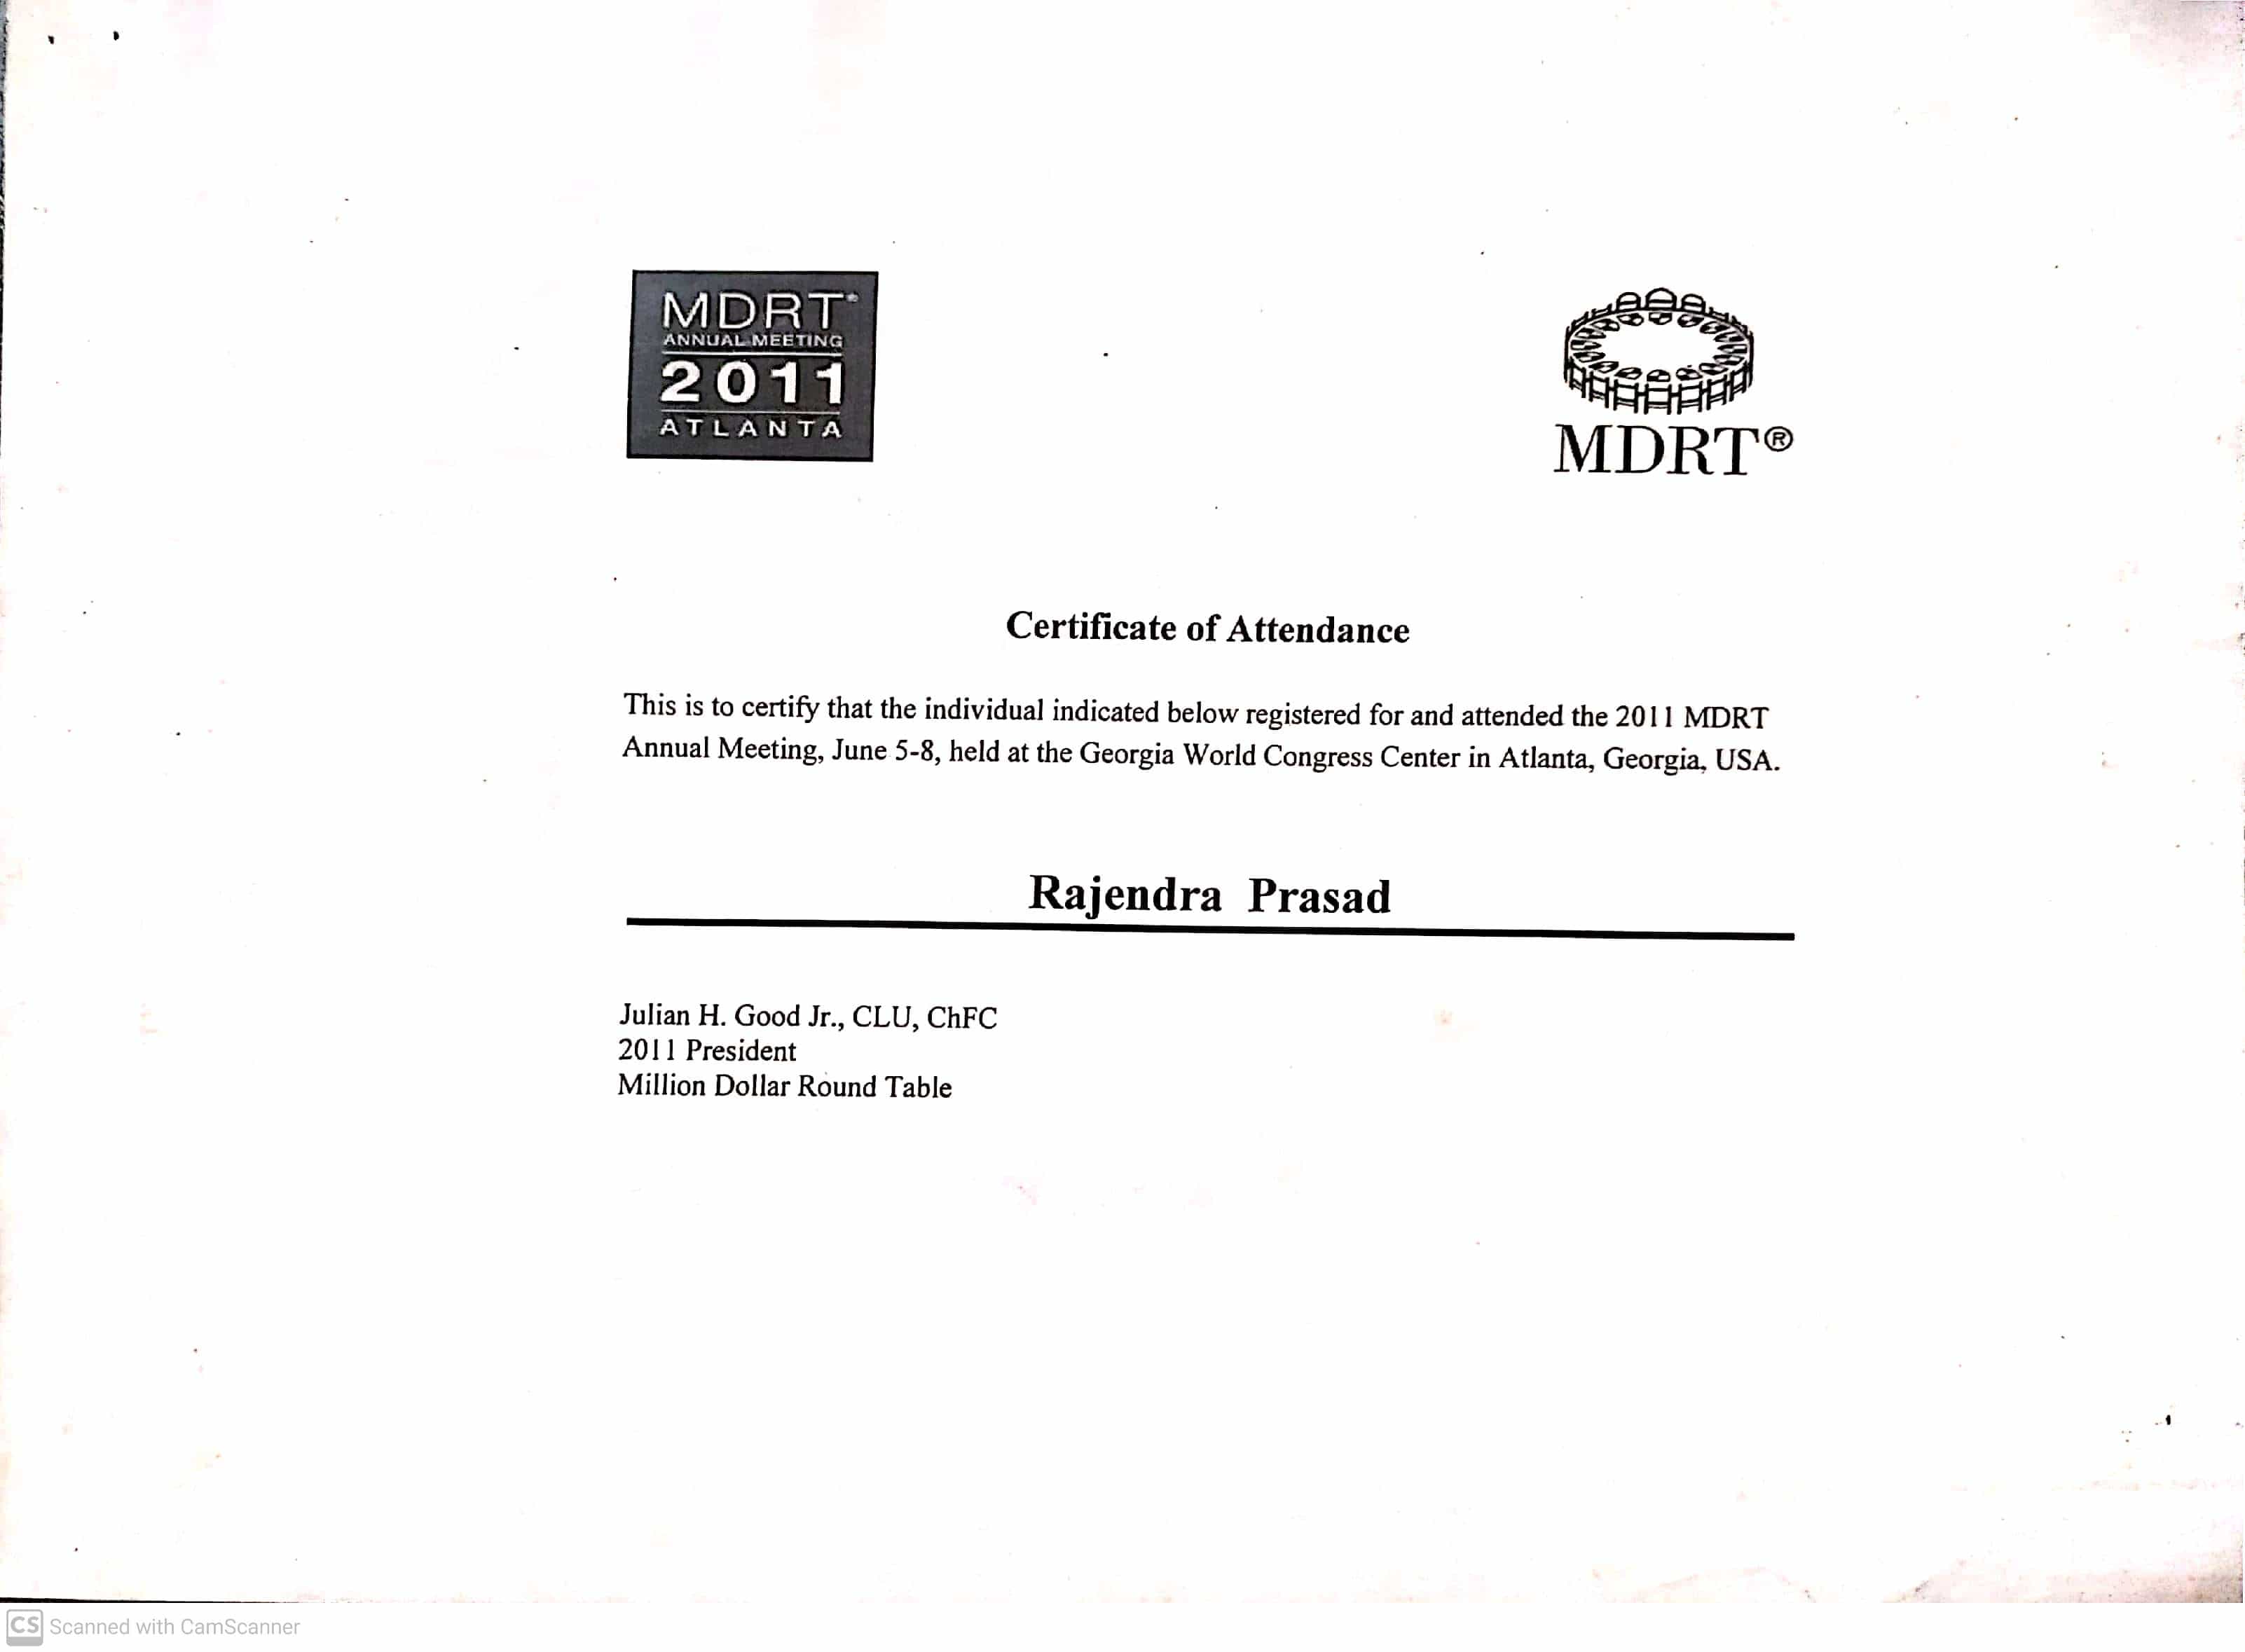 MDRT®
ANNUAL MEETING
2011
ATLANTA
MDRT®
Certificate of Attendance
This is to certify that the individual indicated below registered for and attended the 2011 MDRT
Annual Meeting, June 5-8, held at the Georgia World Congress Center in Atlanta, Georgia, USA.
Rajendra Prasad
Julian H. Good Jr., CLU, ChFC
2011 President
Million Dollar Round Table
CS Scanned with CamScanner